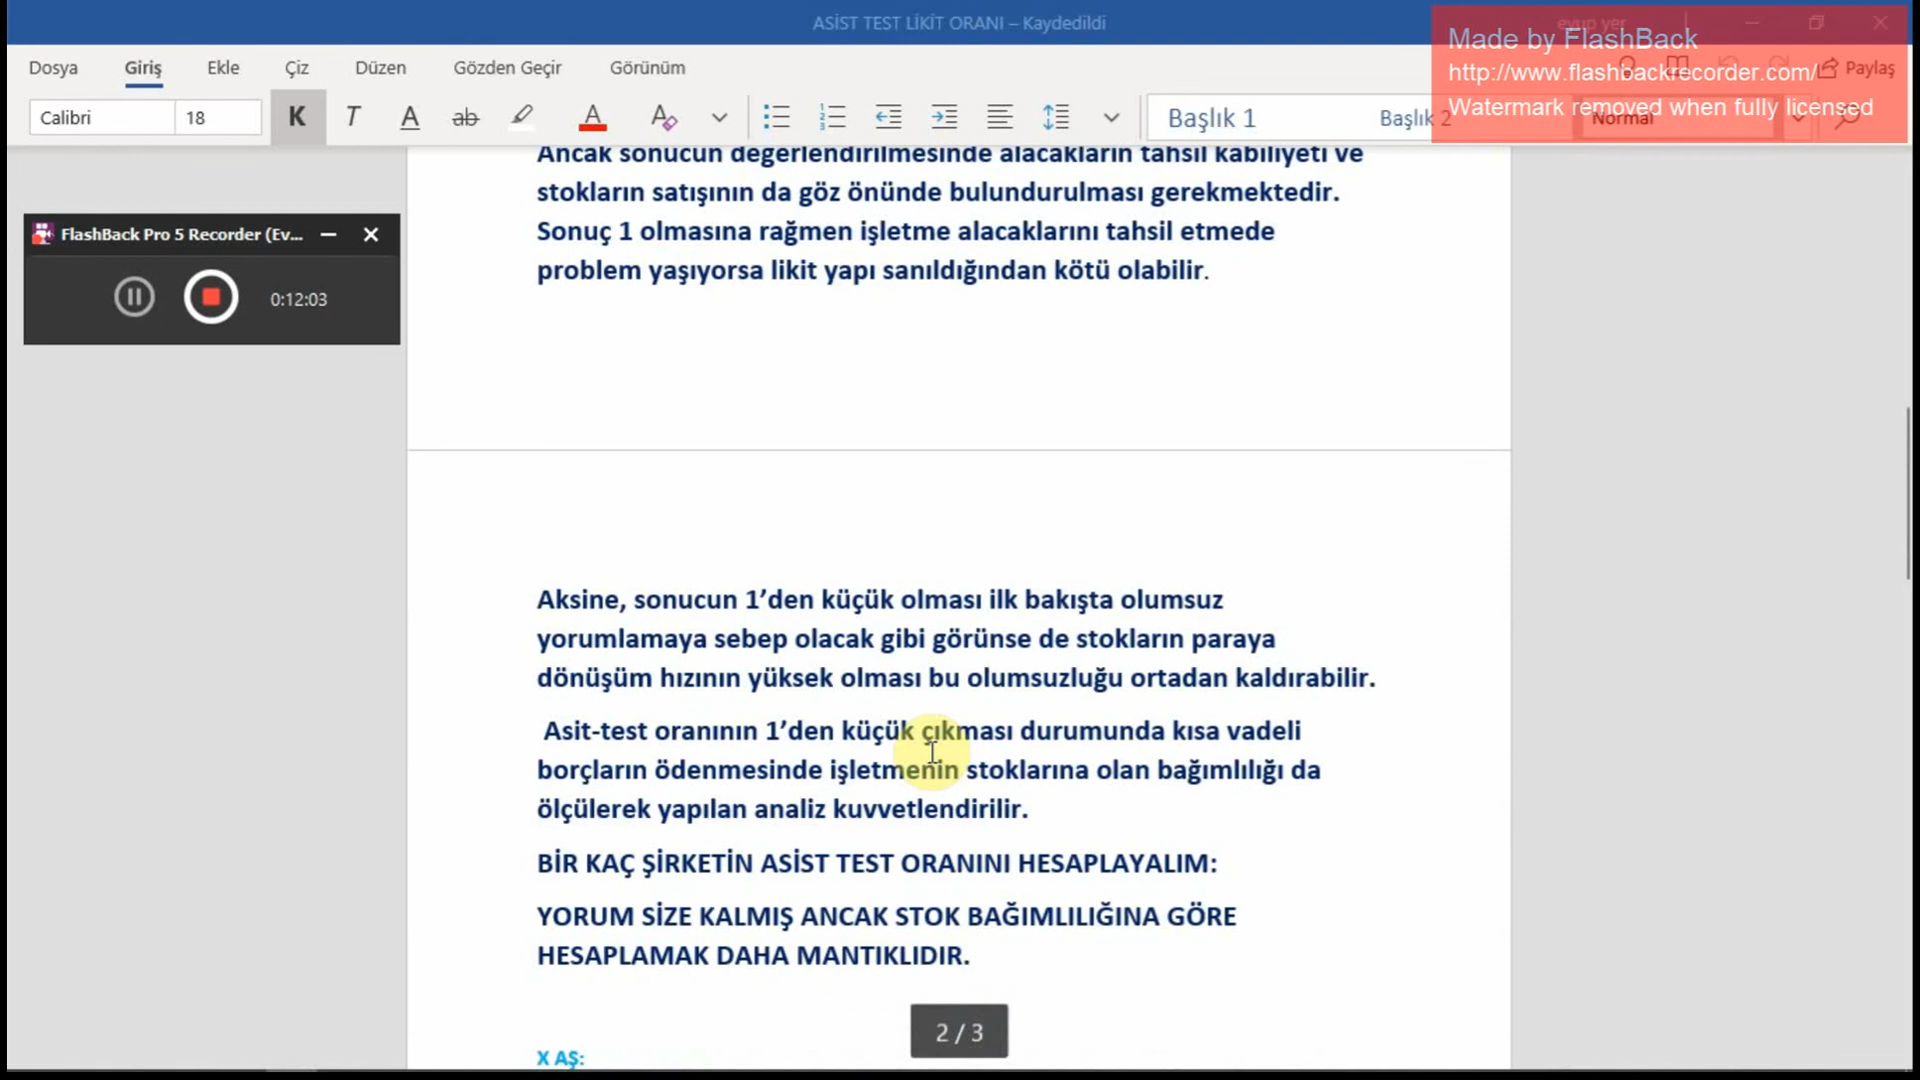 ASİST TEST LİKİT ORANI – Kaydedildi
eyup yer
Made by FlashBack
http://www.flashbackrecorder.com/
Watermark removed when fully licensed
Dosya Giriş Ekle Çiz Düzen Gözden Geçir Görünüm Paylaş
Calibri 18 K T A ab A A Başlık 1 Başlık 2 Normal
FlashBack Pro 5 Recorder (Ev...
0:12:03
Ancak sonucun değerlendirilmesinde alacakların tahsil kabiliyeti ve
stokların satışının da göz önünde bulundurulması gerekmektedir.
Sonuç 1 olmasına rağmen işletme alacaklarını tahsil etmede
problem yaşıyorsa likit yapı sanıldığından kötü olabilir.
Aksine, sonucun 1’den küçük olması ilk bakışta olumsuz
yorumlamaya sebep olacak gibi görünse de stokların paraya
dönüşüm hızının yüksek olması bu olumsuzluğu ortadan kaldırabilir.
Asit-test oranının 1’den küçük çıkması durumunda kısa vadeli
borçların ödenmesinde işletmenin stoklarına olan bağımlılığı da
ölçülerek yapılan analiz kuvvetlendirilir.
BİR KAÇ ŞİRKETİN ASİST TEST ORANINI HESAPLAYALIM:
YORUM SİZE KALMIŞ ANCAK STOK BAĞIMLILIĞINA GÖRE
HESAPLAMAK DAHA MANTIKLIDIR.
2 / 3
X AŞ: